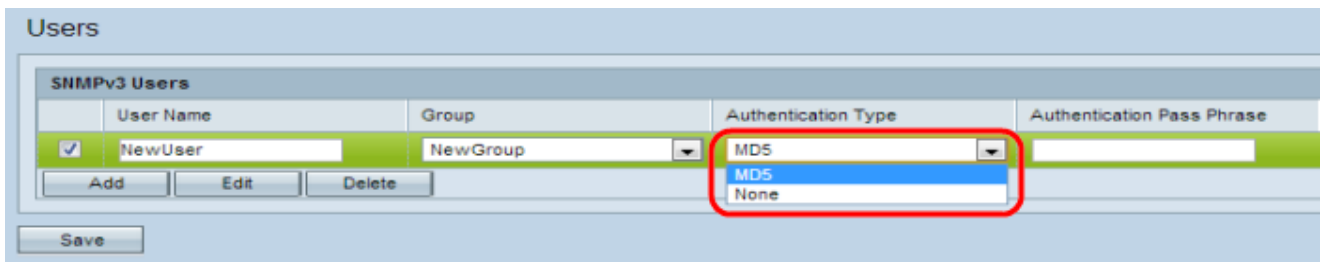 Users
SNMPv3 Users
User Name Group Authentication Type Authentication Pass Phrase
NewUser NewGroup MD5
MD5
None
Add Edit Delete
Save